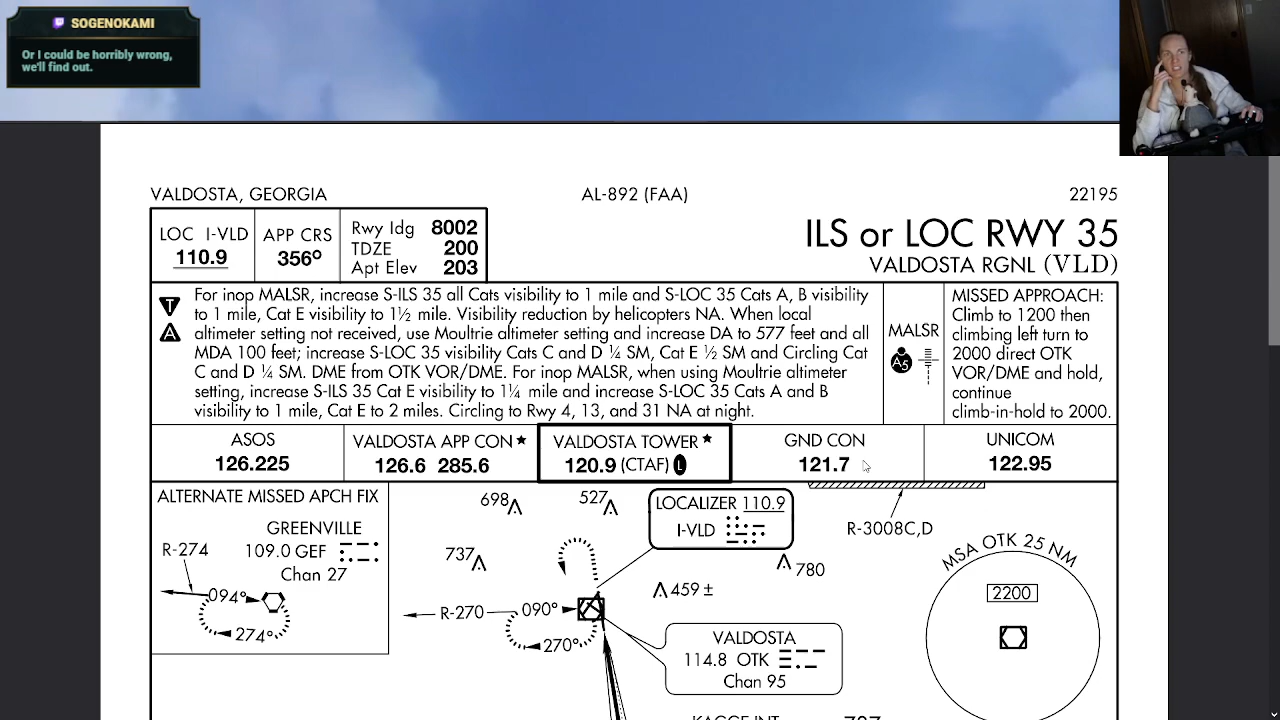 SOGENOKAMI
Or I could be horribly wrong,
we'll find out.
VALDOSTA, GEORGIA
AL-892 (FAA)
22195
LOC I-VLD
110.9
APP CRS
356°
Rwy ldg 8002
TDZE 200
Apt Elev 203
ILS or LOC RWY 35
VALDOSTA RGNL (VLD)
T
A
For inop MALSR, increase S-ILS 35 all Cats visibility to 1 mile and S-LOC 35 Cats A, B visibility
to 1 mile, Cat E visibility to 1½ mile. Visibility reduction by helicopters NA. When local
altimeter setting not received, use Moultrie altimeter setting and increase DA to 577 feet and all
MDA 100 feet; increase S-LOC 35 visibility Cats C and D ¼ SM, Cat E ½ SM and Circling Cat
C and D ¼ SM. DME from OTK VOR/DME. For inop MALSR, when using Moultrie altimeter
setting, increase S-ILS 35 Cat E visibility to 1¼ mile and increase S-LOC 35 Cats A and B
visibility to 1 mile, Cat E to 2 miles. Circling to Rwy 4, 13, and 31 NA at night.
MALSR
A5
MISSED APPROACH:
Climb to 1200 then
climbing left turn to
2000 direct OTK
VOR/DME and hold,
continue
climb-in-hold to 2000.
ASOS
126.225
VALDOSTA APP CON★
126.6 285.6
VALDOSTA TOWER★
120.9 (CTAF) L
GND CON
121.7
UNICOM
122.95
ALTERNATE MISSED APCH FIX
GREENVILLE
109.0 GEF
Chan 27
R-274
094°
274°
698
527
737
LOCALIZER 110.9
I-VLD
R-3008C,D
780
459 ±
R-270
090°
270°
VALDOSTA
114.8 OTK
Chan 95
MSA OTK 25 NM
2200